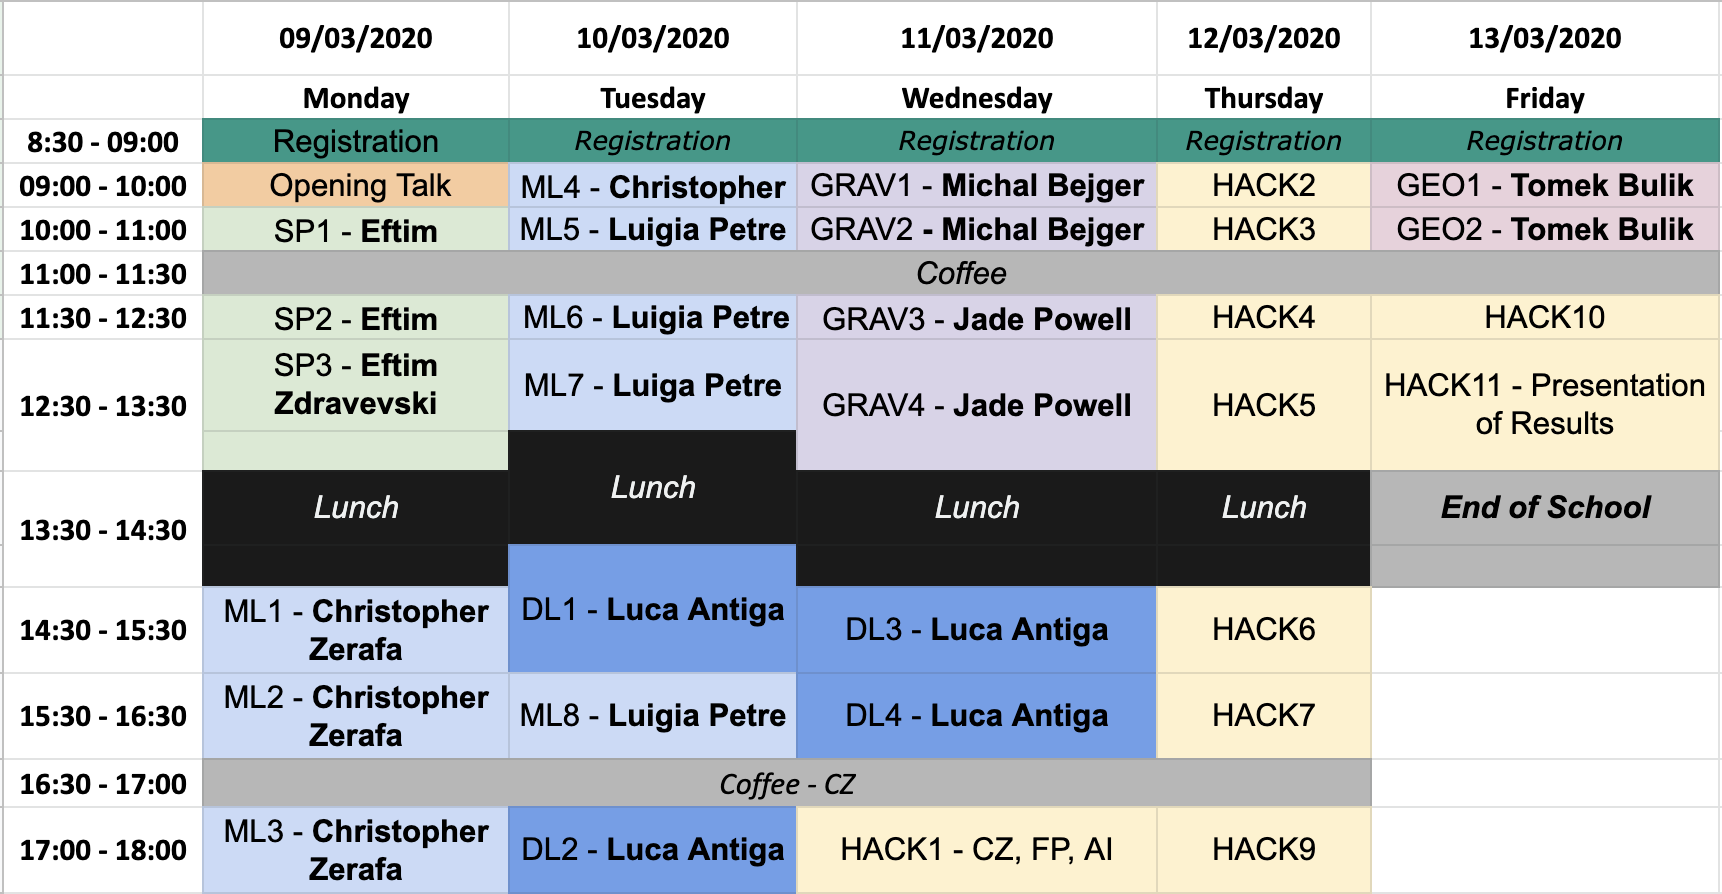 09/03/2020 10/03/2020 11/03/2020 12/03/2020 13/03/2020
Monday Tuesday Wednesday Thursday Friday
8:30 - 09:00 Registration Registration Registration Registration Registration
09:00 - 10:00 Opening Talk ML4 - Christopher GRAV1 - Michal Bejger HACK2 GEO1 - Tomek Bulik
10:00 - 11:00 SP1 - Eftim ML5 - Luigia Petre GRAV2 - Michal Bejger HACK3 GEO2 - Tomek Bulik
11:00 - 11:30 Coffee
11:30 - 12:30 SP2 - Eftim ML6 - Luigia Petre GRAV3 - Jade Powell HACK4 HACK10
12:30 - 13:30 SP3 - Eftim
Zdravevski ML7 - Luiga Petre GRAV4 - Jade Powell HACK5 HACK11 - Presentation
of Results
13:30 - 14:30 Lunch Lunch Lunch Lunch End of School
14:30 - 15:30 ML1 - Christopher
Zerafa DL1 - Luca Antiga DL3 - Luca Antiga HACK6
15:30 - 16:30 ML2 - Christopher
Zerafa ML8 - Luigia Petre DL4 - Luca Antiga HACK7
16:30 - 17:00 Coffee - CZ
17:00 - 18:00 ML3 - Christopher
Zerafa DL2 - Luca Antiga HACK1 - CZ, FP, AI HACK9